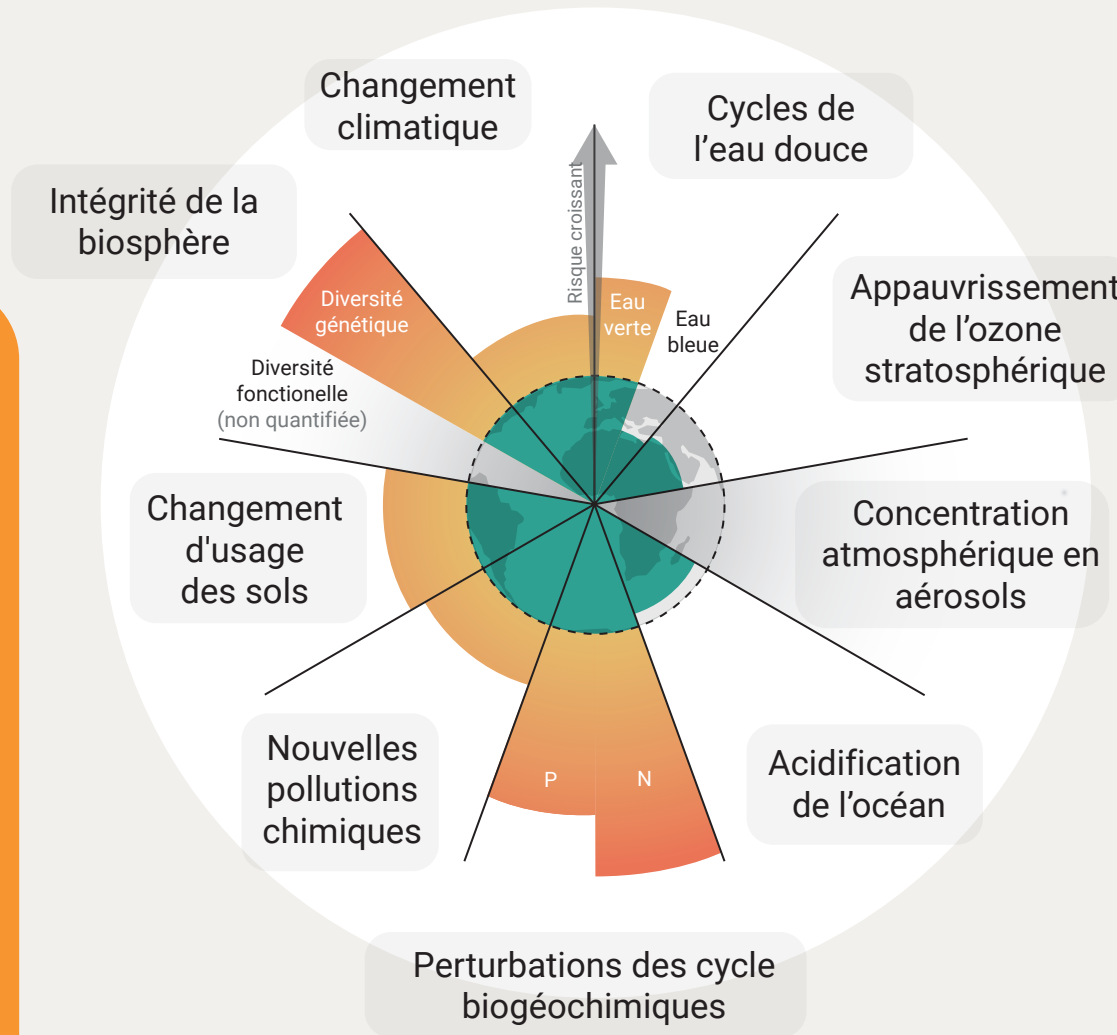 Changement
climatique
Cycles de
l’eau douce
Intégrité de la
biosphère
Risque croissant
Appauvrissement
de l’ozone
stratosphérique
Diversité
génétique
Eau
verte
Eau
bleue
Diversité
fonctionelle
(non quantifiée)
Changement
d'usage
des sols
Concentration
atmosphérique en
aérosols
Nouvelles
pollutions
chimiques
P
N
Acidification
de l’océan
Perturbations des cycle
biogéochimiques